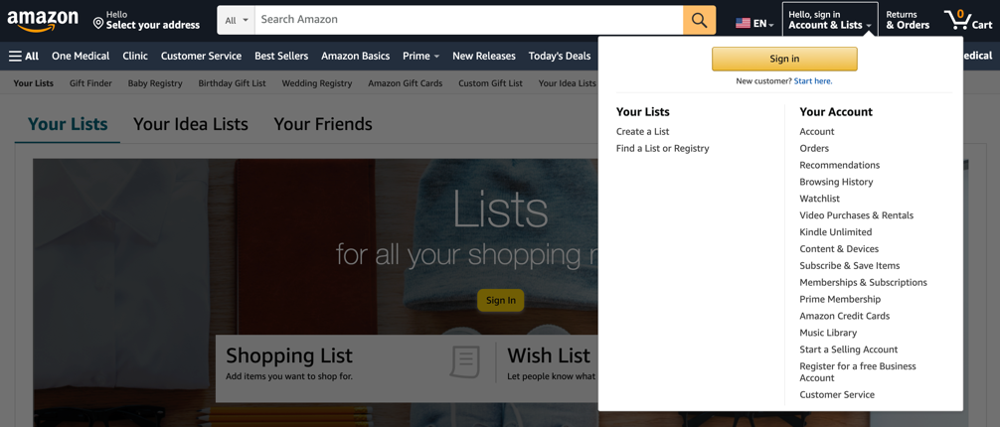 amazon
Hello
Select your address
All
Search Amazon
EN
Hello, sign in
Account & Lists
Returns
& Orders
0
Cart
All
One Medical
Clinic
Customer Service
Best Sellers
Amazon Basics
Prime
New Releases
Today's Deals
edical
Your Lists
Gift Finder
Baby Registry
Birthday Gift List
Wedding Registry
Amazon Gift Cards
Custom Gift List
Your Idea Lists
Your Lists
Your Idea Lists
Your Friends
Lists
for all your shopping
Sign In
Shopping List
Add items you want to shop for.
Wish List
Let people know what
Sign in
New customer? Start here.
Your Lists
Create a List
Find a List or Registry
Your Account
Account
Orders
Recommendations
Browsing History
Watchlist
Video Purchases & Rentals
Kindle Unlimited
Content & Devices
Subscribe & Save Items
Memberships & Subscriptions
Prime Membership
Amazon Credit Cards
Music Library
Start a Selling Account
Register for a free Business
Account
Customer Service